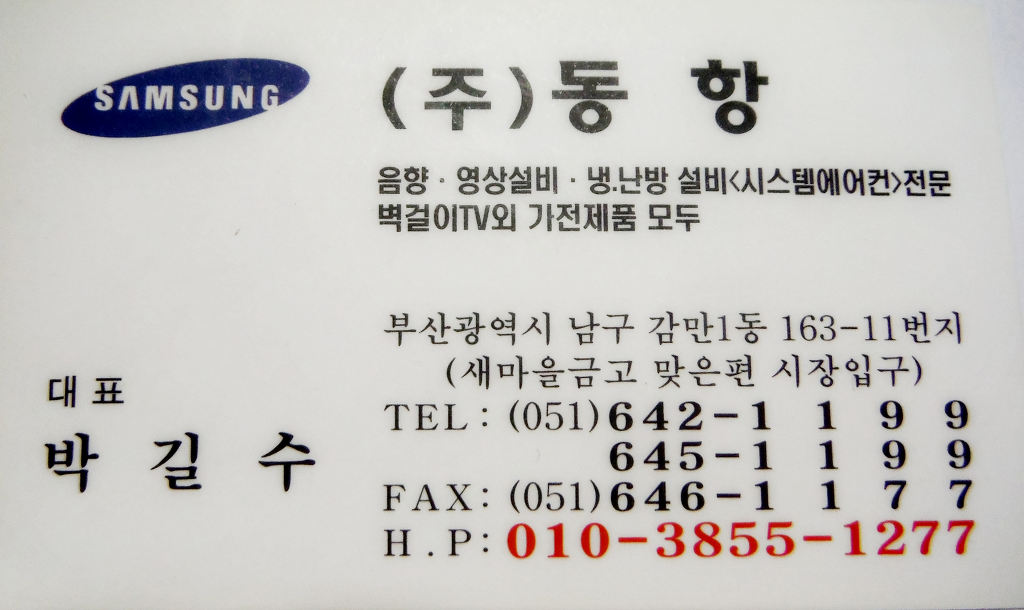 SAMSUNG
(주)동 항
음향 · 영상설비 · 냉.난방 설비<시스템에어컨>전문
벽걸이TV외 가전제품 모두
부산광역시 남구 감만1동 163-11번지
(새마을금고 맞은편 시장입구)
대 표
박 길 수
TEL: (051)642-1 1 9 9
645-1 1 9 9
FAX: (051)646-1 1 7 7
H.P: 010-3855-1277